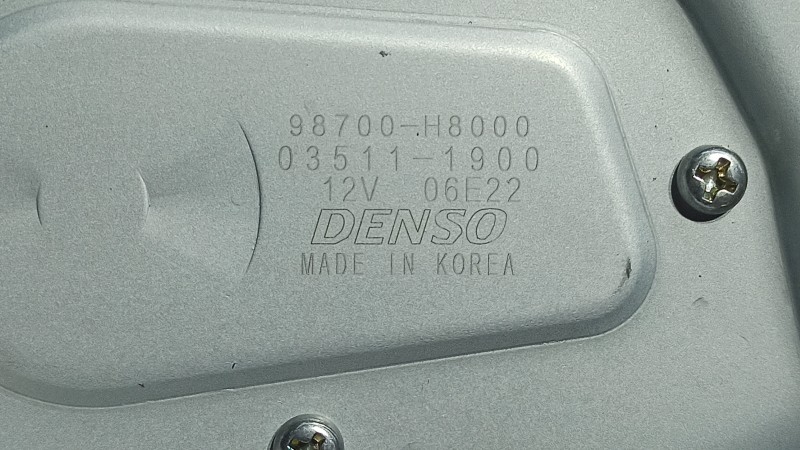 98700-H8000
03511-1900
12V 06E22
DENSO
MADE IN KOREA